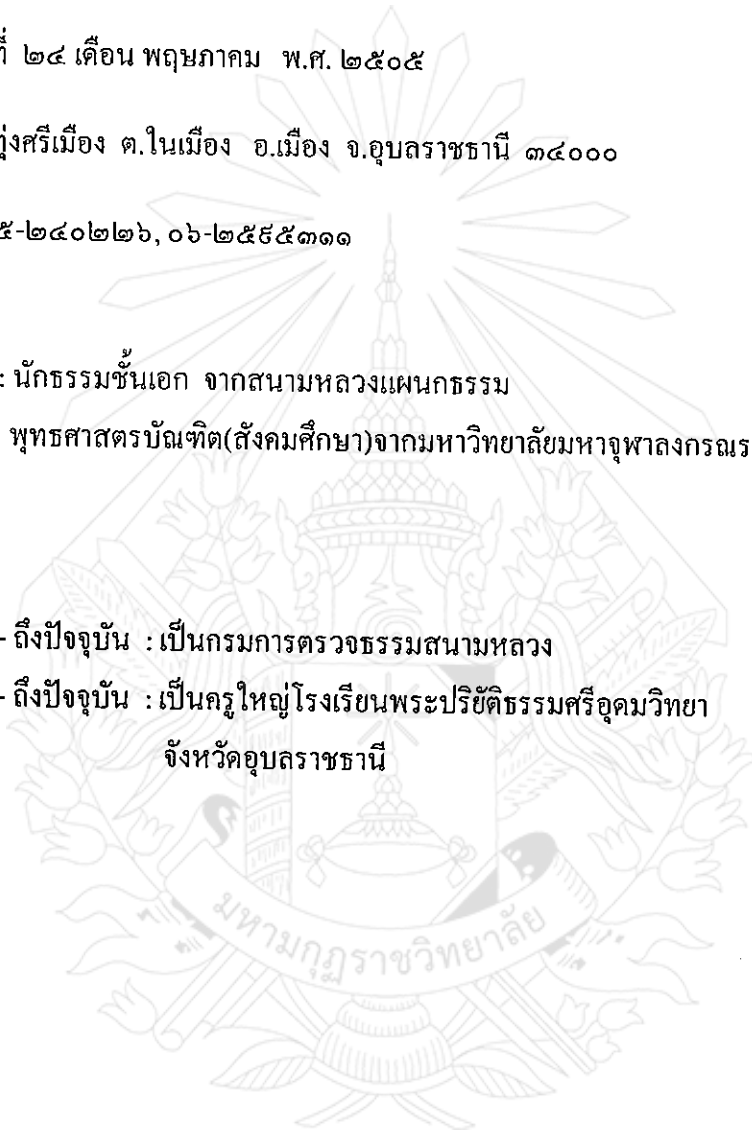 ที่ ๒๔ เดือน พฤษภาคม พ.ศ. ๒๕๐๕
ทุ่งศรีเมือง ต.ในเมือง อ.เมือง จ.อุบลราชธานี ๓๔๐๐๐
๕-๒๔๐๒๒๖, ๐๖-๒๕๙๕๓๑๑
: นักธรรมชั้นเอก จากสนามหลวงแผนกธรรม
พุทธศาสตรบัณฑิต(สังคมศึกษา)จากมหาวิทยาลัยมหาจุฬาลงกรณร
- ถึงปัจจุบัน : เป็นกรมการตรวจธรรมสนามหลวง
- ถึงปัจจุบัน : เป็นครูใหญ่โรงเรียนพระปริยัติธรรมศรีอุดมวิทยา
จังหวัดอุบลราชธานี
มหามกุฏราชวิทยาลัย